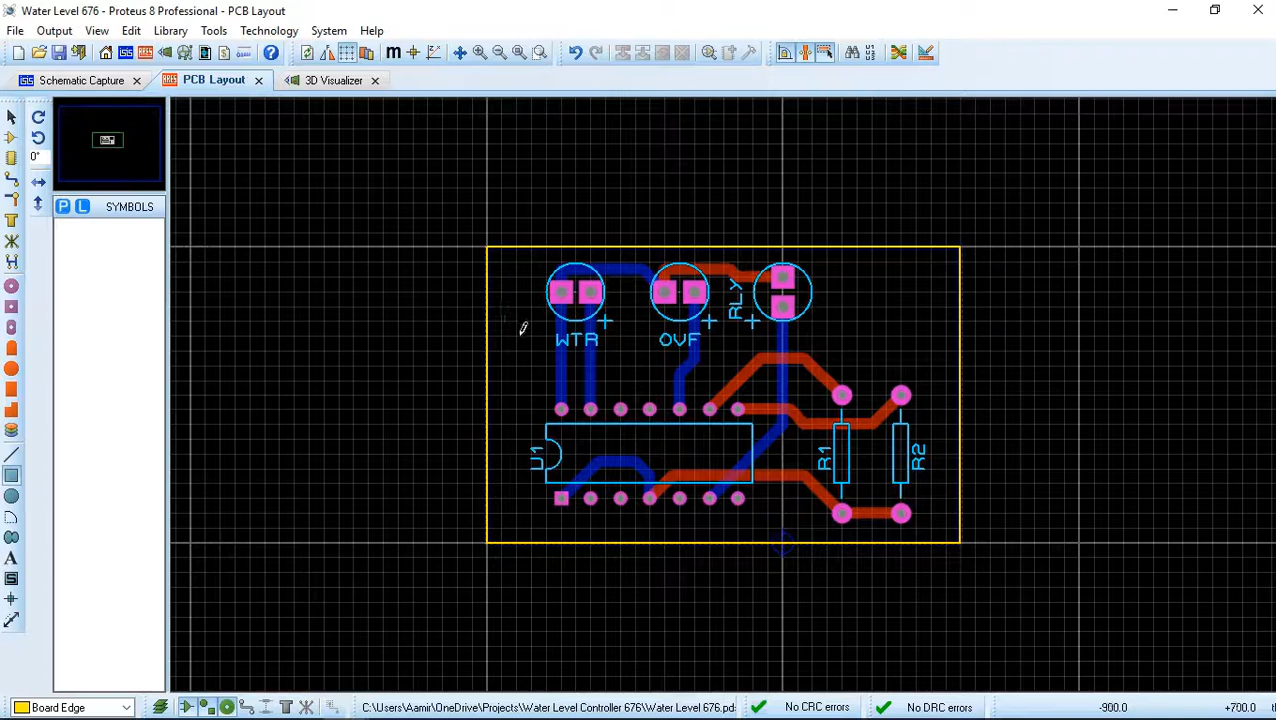 Water Level 676 - Proteus 8 Professional - PCB Layout
File Output View Edit Library Tools Technology System Help
Schematic Capture PCB Layout 3D Visualizer
0°
P L SYMBOLS
RLY
WTR OVF
U1 R1 R2
Board Edge C:\Users\Aamir\OneDrive\Projects\Water Level Controller 676\Water Level 676.pd No CRC errors No DRC errors -900.0 +700.0